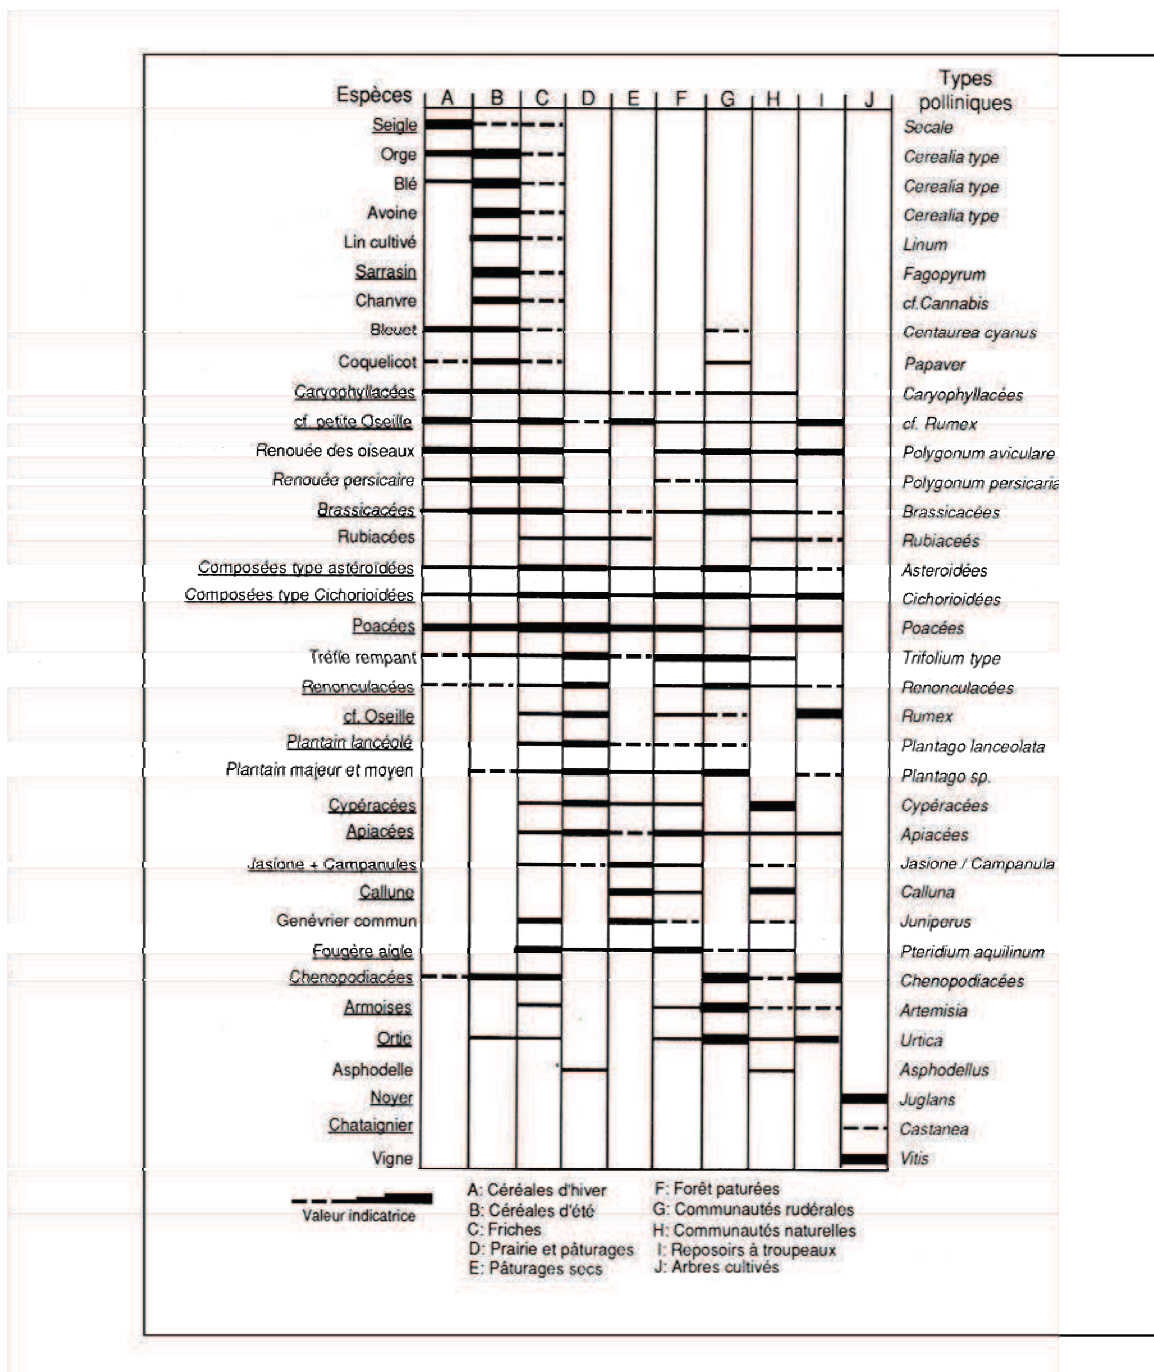 Types
Espèces A B C D E F G H I J polliniques
Seigle Secale
Orge Cerealia type
Blé Cerealia type
Avoine Cerealia type
Lin cultivé Linum
Sarrasin Fagopyrum
Chanvre cf.Cannabis
Bleuet Centaurea cyanus
Coquelicot Papaver
Caryophyllacées Caryophyllacées
cf. petite Oseille cf. Rumex
Renouée des oiseaux Polygonum aviculare
Renouée persicaire Polygonum persicaria
Brassicacées Brassicacées
Rubiacées Rubiaceés
Composées type astéroïdées Asteroidées
Composées type Cichorioïdées Cichorioïdées
Poacées Poacées
Tréfle rempant Trifolium type
Renonculacées Renonculacées
cf. Oseille Rumex
Plantain lancéolé Plantago lanceolata
Plantain majeur et moyen Plantago sp.
Cypéracées Cypéracées
Apiacées Apiacées
Jasione + Campanules Jasione / Campanula
Callune Calluna
Genévrier commun Juniperus
Fougère aigle Pteridium aquilinum
Chenopodiacées Chenopodiacées
Armoises Artemisia
Ortie Urtica
Asphodelle Asphodellus
Noyer Juglans
Chataignier Castanea
Vigne Vitis
Valeur indicatrice
A: Céréales d'hiver F: Forêt paturées
B: Céréales d'été G: Communautés rudérales
C: Friches H: Communautés naturelles
D: Prairie et pâturages I: Reposoirs à troupeaux
E: Pâturages secs J: Arbres cultivés